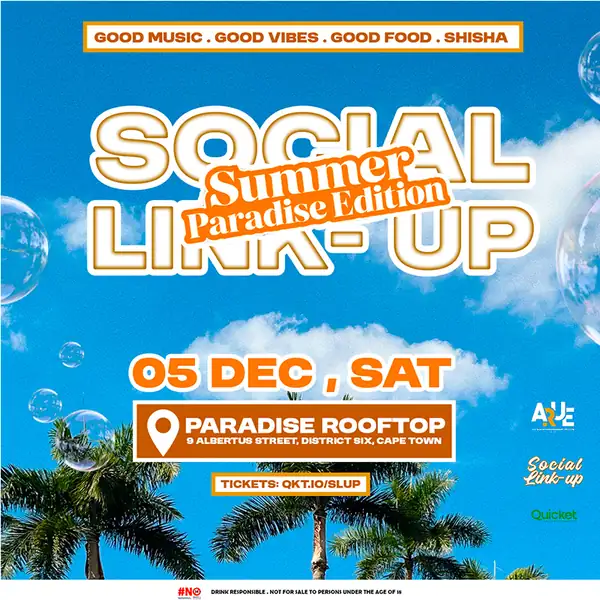 GOOD MUSIC . GOOD VIBES . GOOD FOOD . SHISHA
SOCIAL
Summer
Paradise Edition
LINK- UP
05 DEC , SAT
PARADISE ROOFTOP
9 ALBERTUS STREET, DISTRICT SIX, CAPE TOWN
TICKETS: QKT.IO/SLUP
ARUE
Social
Link-up
Quicket
#NO
DRINK RESPONSIBLE . NOT FOR SALE TO PERSONS UNDER THE AGE OF 18